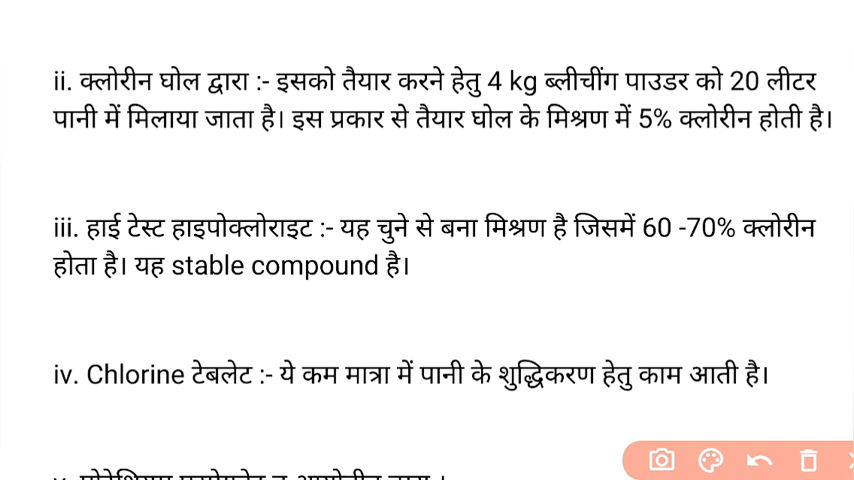 ii. क्लोरीन घोल द्वारा :- इसको तैयार करने हेतु 4 kg ब्लीचींग पाउडर को 20 लीटर
पानी में मिलाया जाता है। इस प्रकार से तैयार घोल के मिश्रण में 5% क्लोरीन होती है।
iii. हाई टेस्ट हाइपोक्लोराइट :- यह चुने से बना मिश्रण है जिसमें 60 -70% क्लोरीन
होता है। यह stable compound है।
iv. Chlorine टेबलेट :- ये कम मात्रा में पानी के शुद्धिकरण हेतु काम आती है।